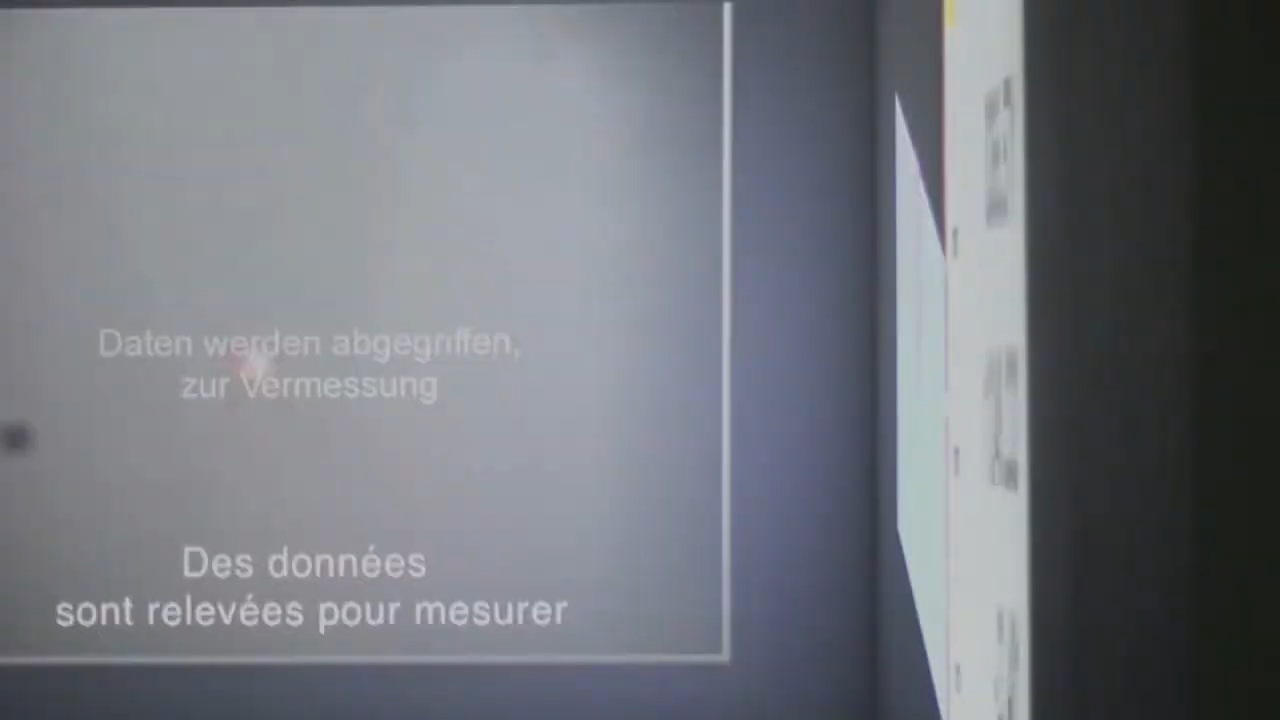 Daten werden abgegriffen,
zur Vermessung
Des données
sont relevées pour mesurer